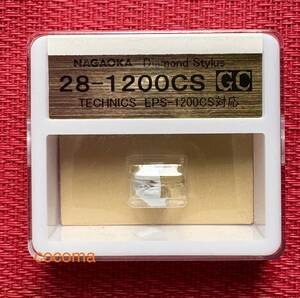 NAGAOKA Diamond Stylus
28-1200CS GC
TECHNICS EPS-1200CS対応
cocoma